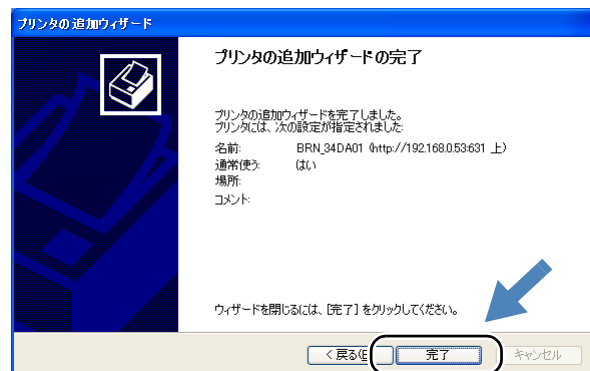 プリンタの追加ウィザード
プリンタの追加ウィザードの完了
プリンタの追加ウィザードを完了しました。
プリンタには、次の設定が指定されました:
名前: BRN_34DA01 (http://192.168.0.53:631 上)
通常使う: はい
場所:
コメント:
ウィザードを閉じるには、[完了] をクリックしてください。
< 戻る(B 完了 キャンセル